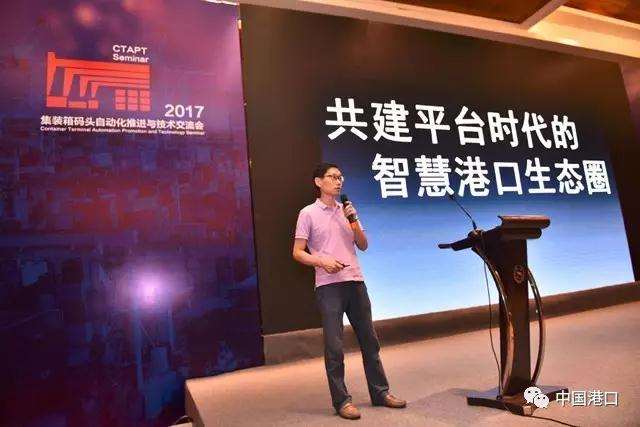 CTAPT
Seminar
2017
集装箱码头自动化推进与技术交流会
Container Terminal Automation Promotion and Technology Seminar
共建平台时代的
智慧港口生态圈
中国港口